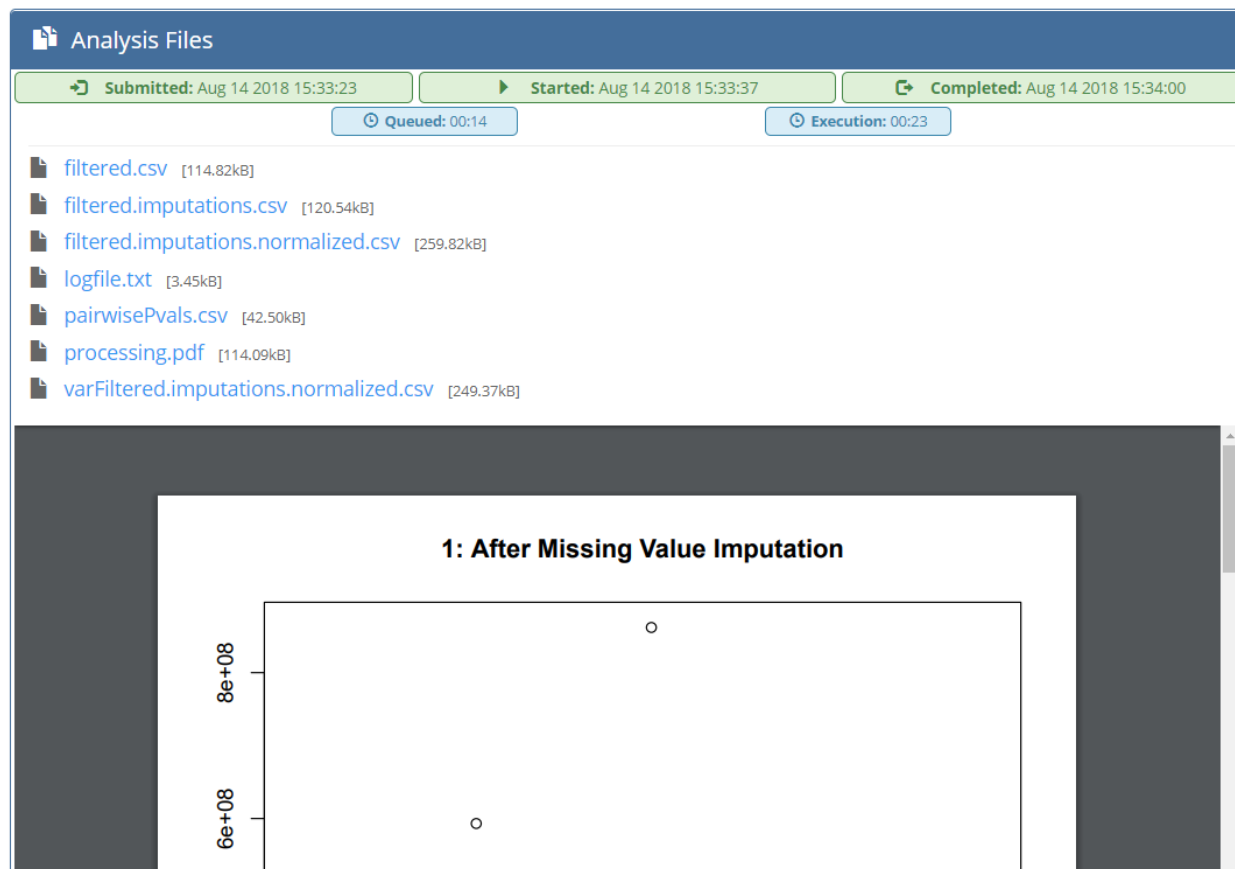 Analysis Files
Submitted: Aug 14 2018 15:33:23 Started: Aug 14 2018 15:33:37 Completed: Aug 14 2018 15:34:00
Queued: 00:14 Execution: 00:23
filtered.csv [114.82kB]
filtered.imputations.csv [120.54kB]
filtered.imputations.normalized.csv [259.82kB]
logfile.txt [3.45kB]
pairwisePvals.csv [42.50kB]
processing.pdf [114.09kB]
varFiltered.imputations.normalized.csv [249.37kB]
1: After Missing Value Imputation
8e+08
6e+08